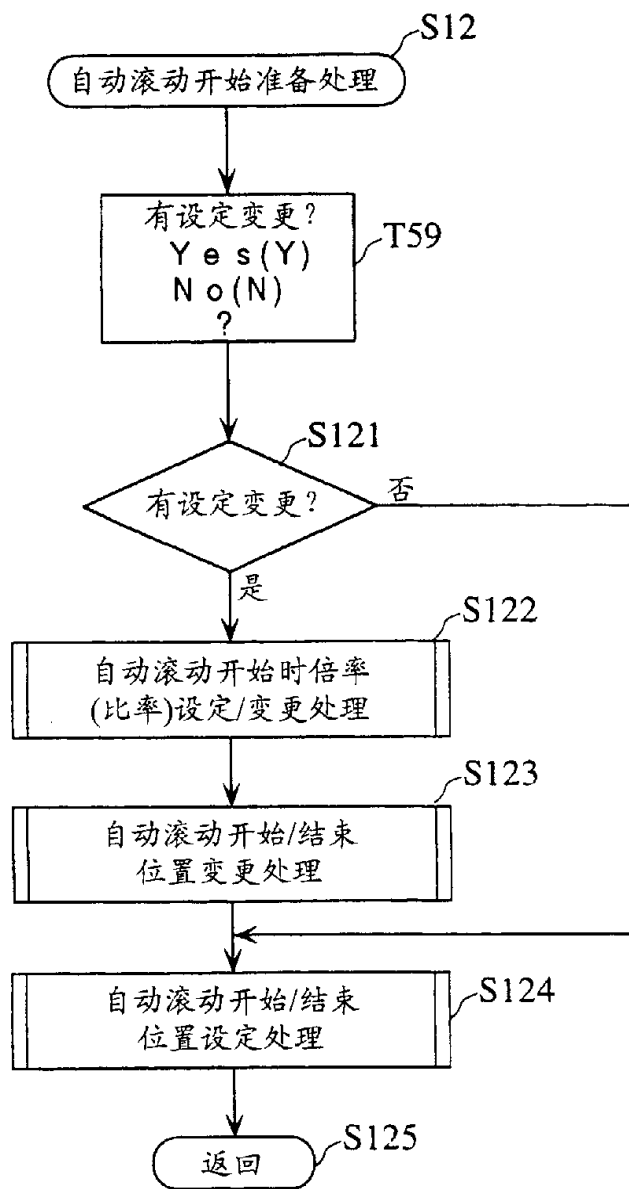 S12
自动滚动开始准备处理
有设定变更?
Yes(Y)
No(N)
?
T59
S121
有设定变更?
否
是
S122
自动滚动开始时倍率
(比率)设定/变更处理
S123
自动滚动开始/结束
位置变更处理
自动滚动开始/结束
位置设定处理
S124
返回
S125